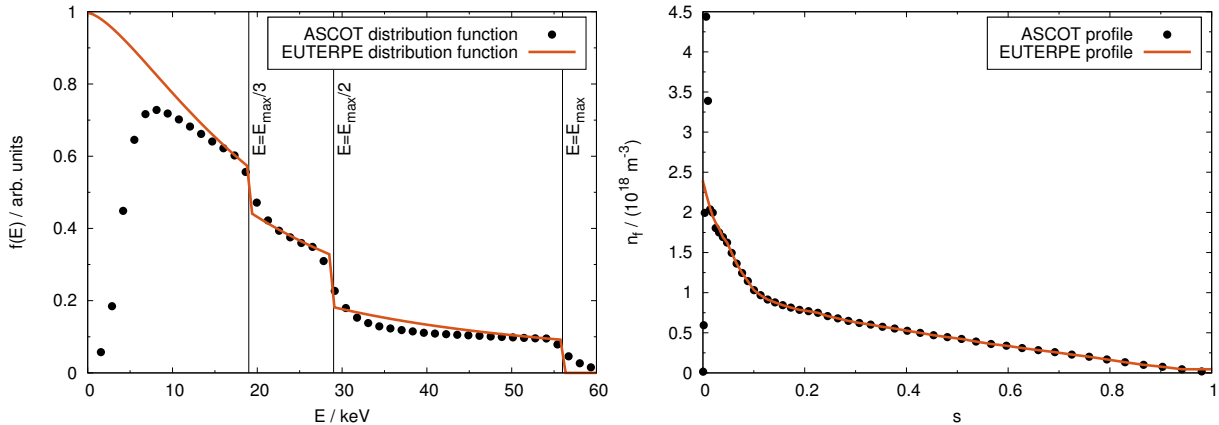 ASCOT distribution function
EUTERPE distribution function
E=E_max/3
E=E_max/2
E=E_max
f(E) / arb. units
1
0.8
0.6
0.4
0.2
0
0 10 20 30 40 50 60
E / keV
ASCOT profile
EUTERPE profile
n_f / (10^18 m^-3)
4.5
4
3.5
3
2.5
2
1.5
1
0.5
0
0 0.2 0.4 0.6 0.8 1
s